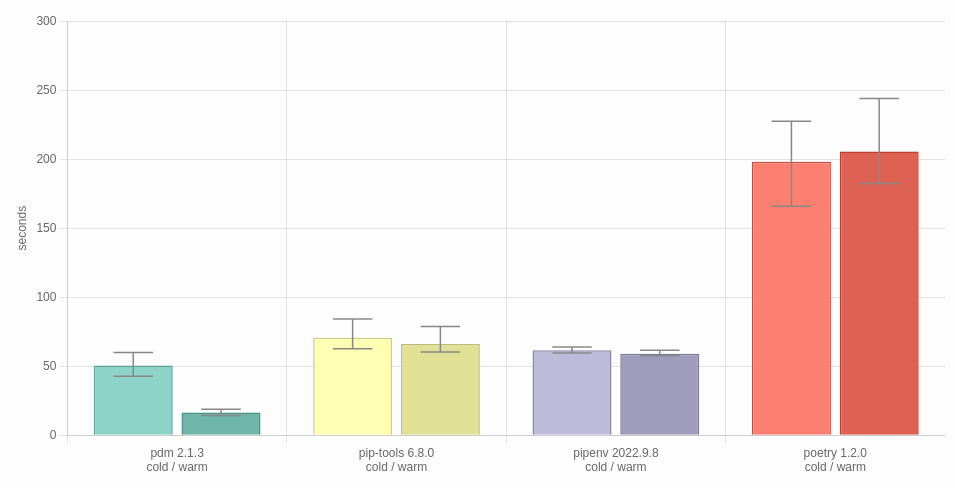 300
250
200
150
100
50
0
seconds
pdm 2.1.3
cold / warm
pip-tools 6.8.0
cold / warm
pipenv 2022.9.8
cold / warm
poetry 1.2.0
cold / warm